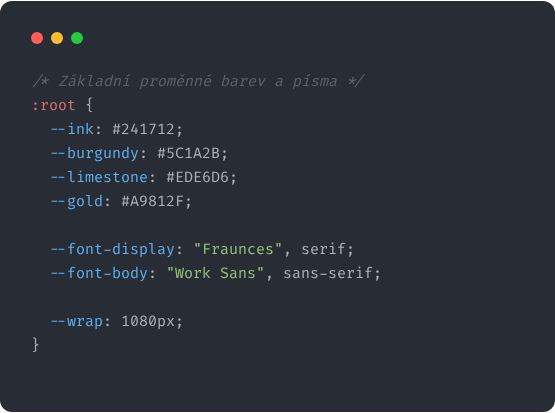 /* Základní proměnné barev a písma */
:root {
  --ink: #241712;
  --burgundy: #5C1A2B;
  --limestone: #EDE6D6;
  --gold: #A9812F;

  --font-display: "Fraunces", serif;
  --font-body: "Work Sans", sans-serif;

  --wrap: 1080px;
}